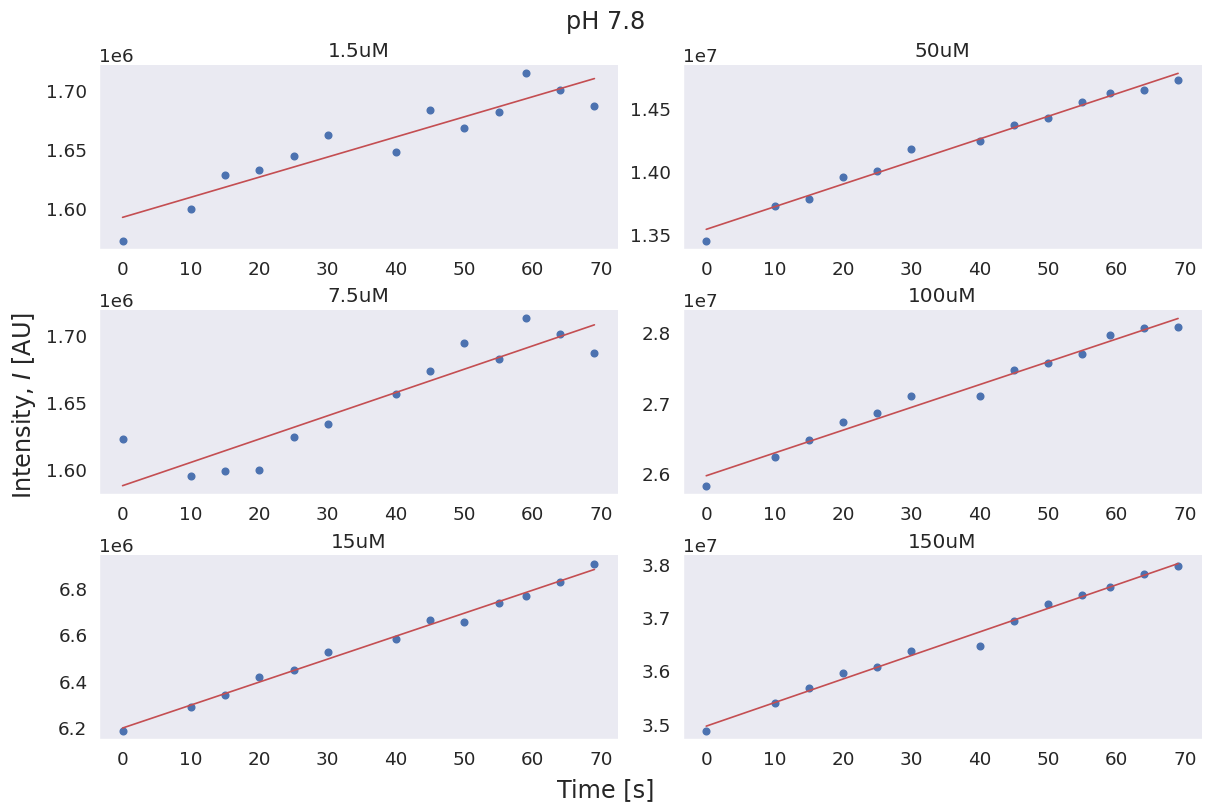 pH 7.8
1e6
1.5uM
1.70
1.65
1.60
0 10 20 30 40 50 60 70
1e7
50uM
1.45
1.40
1.35
0 10 20 30 40 50 60 70
1e6
7.5uM
1.70
1.65
1.60
0 10 20 30 40 50 60 70
1e7
100uM
2.8
2.7
2.6
0 10 20 30 40 50 60 70
1e6
15uM
6.8
6.6
6.4
6.2
0 10 20 30 40 50 60 70
1e7
150uM
3.8
3.7
3.6
3.5
0 10 20 30 40 50 60 70
Intensity, I [AU]
Time [s]